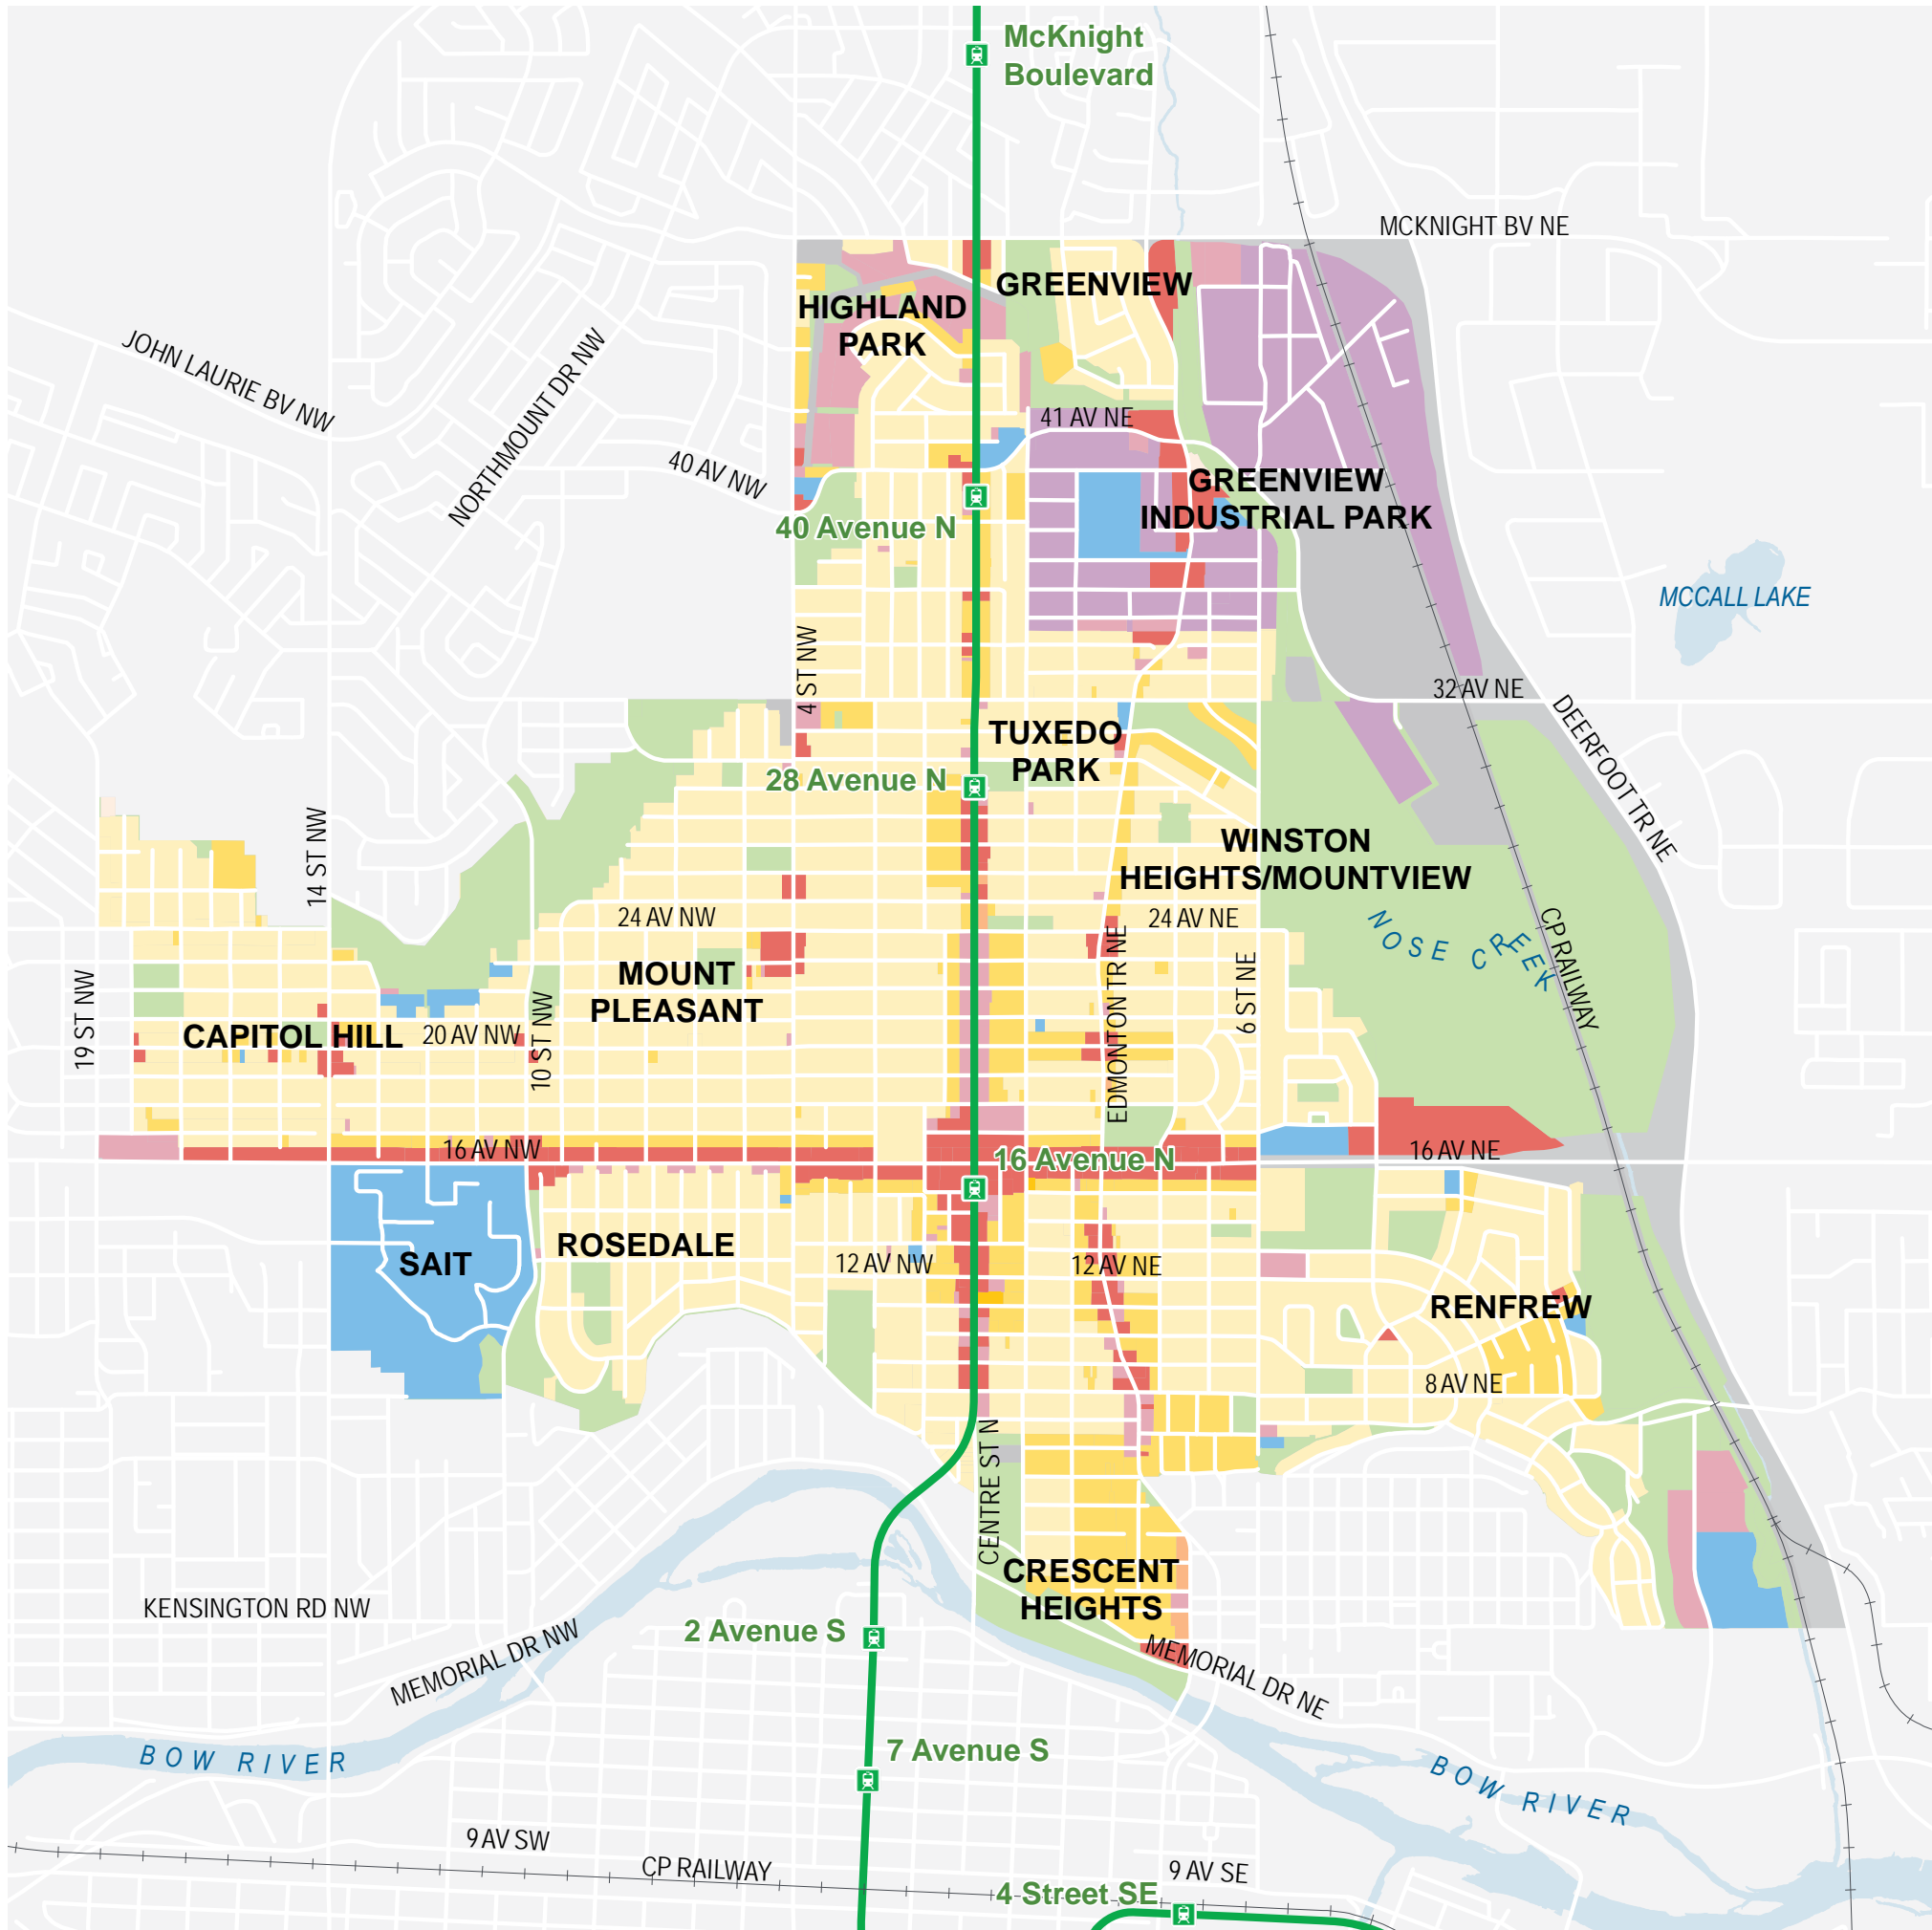 McKnight
Boulevard
MCKNIGHT BV NE
GREENVIEW
HIGHLAND
PARK
JOHN LAURIE BV NW
NORTHMOUNT DR NW
41 AV NE
40 AV NW
GREENVIEW
INDUSTRIAL PARK
40 Avenue N
MCCALL LAKE
4 ST NW
32 AV NE
DEERFOOT TR NE
TUXEDO
PARK
28 Avenue N
14 ST NW
WINSTON
HEIGHTS/MOUNTVIEW
24 AV NW
24 AV NE
NOSE CREEK
CP RAILWAY
MOUNT
PLEASANT
EDMONTON TR NE
6 ST NE
19 ST NW
CAPITOL HILL
20 AV NW
10 ST NW
16 AV NW
16 Avenue N
16 AV NE
ROSEDALE
SAIT
12 AV NW
12 AV NE
RENFREW
8 AV NE
CENTRE ST N
CRESCENT
HEIGHTS
KENSINGTON RD NW
2 Avenue S
MEMORIAL DR NW
MEMORIAL DR NE
BOW RIVER
7 Avenue S
BOW RIVER
9 AV SW
CP RAILWAY
9 AV SE
4 Street SE